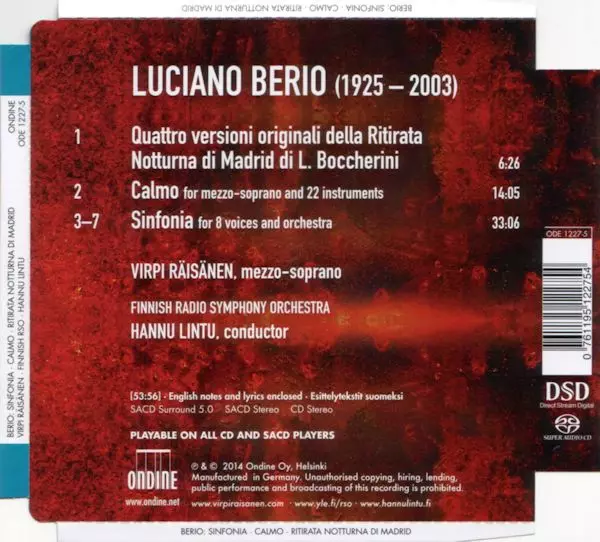 BERIO: SINFONIA · CALMO · RITIRATA NOTTURNA DI MADRID
LUCIANO BERIO (1925 – 2003)
1 Quattro versioni originali della Ritirata
Notturna di Madrid di L. Boccherini 6:26
2 Calmo for mezzo-soprano and 22 instruments 14:05
3–7 Sinfonia for 8 voices and orchestra 33:06
VIRPI RÄISÄNEN, mezzo-soprano
FINNISH RADIO SYMPHONY ORCHESTRA
HANNU LINTU, conductor
[53:56] · English notes and lyrics enclosed · Esittelytekstit suomeksi
SACD Surround 5.0 SACD Stereo CD Stereo
PLAYABLE ON ALL CD AND SACD PLAYERS
ONDINE
www.ondine.net
℗ & © 2014 Ondine Oy, Helsinki
Manufactured in Germany. Unauthorised copying, hiring, lending,
public performance and broadcasting of this recording is prohibited.
www.virpiraisanen.com · www.yle.fi/rso · www.hannulintu.fi
BERIO: SINFONIA · CALMO · RITIRATA NOTTURNA DI MADRID
ONDINE
ODE 1227-5
BERIO: SINFONIA · CALMO · RITIRATA NOTTURNA DI MADRID
VIRPI RÄISÄNEN · FINNISH RSO · HANNU LINTU
ODE 1227-5
0 761195 122754
DSD
Direct Stream Digital
SUPER AUDIO CD